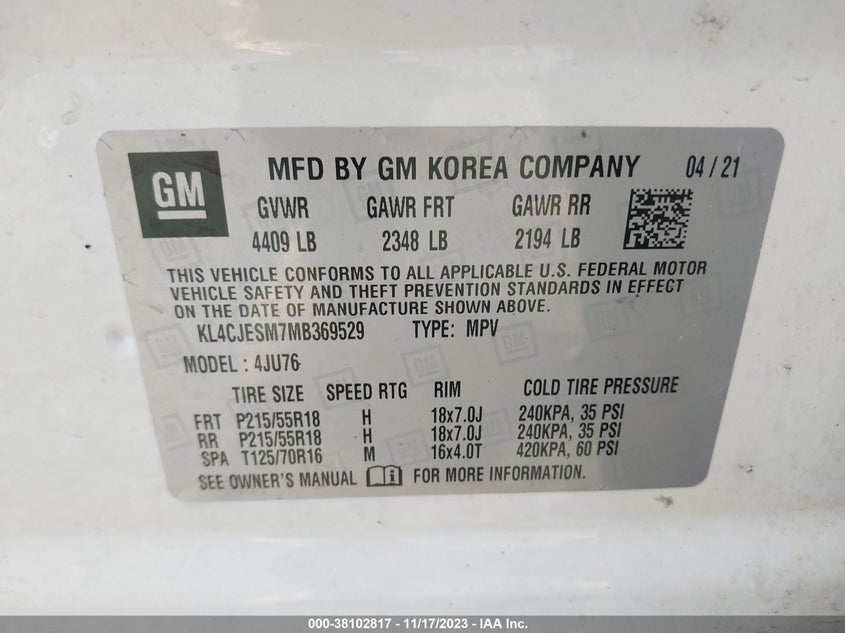 GM
MFD BY GM KOREA COMPANY 04 / 21
GVWR GAWR FRT GAWR RR
4409 LB 2348 LB 2194 LB
THIS VEHICLE CONFORMS TO ALL APPLICABLE U.S. FEDERAL MOTOR
VEHICLE SAFETY AND THEFT PREVENTION STANDARDS IN EFFECT
ON THE DATE OF MANUFACTURE SHOWN ABOVE.
KL4CJESM7MB369529 TYPE: MPV
MODEL : 4JU76
TIRE SIZE SPEED RTG RIM COLD TIRE PRESSURE
FRT P215/55R18 H 18x7.0J 240KPA, 35 PSI
RR P215/55R18 H 18x7.0J 240KPA, 35 PSI
SPA T125/70R16 M 16x4.0T 420KPA, 60 PSI
SEE OWNER'S MANUAL FOR MORE INFORMATION.
000-38102817 - 11/17/2023 - IAA Inc.